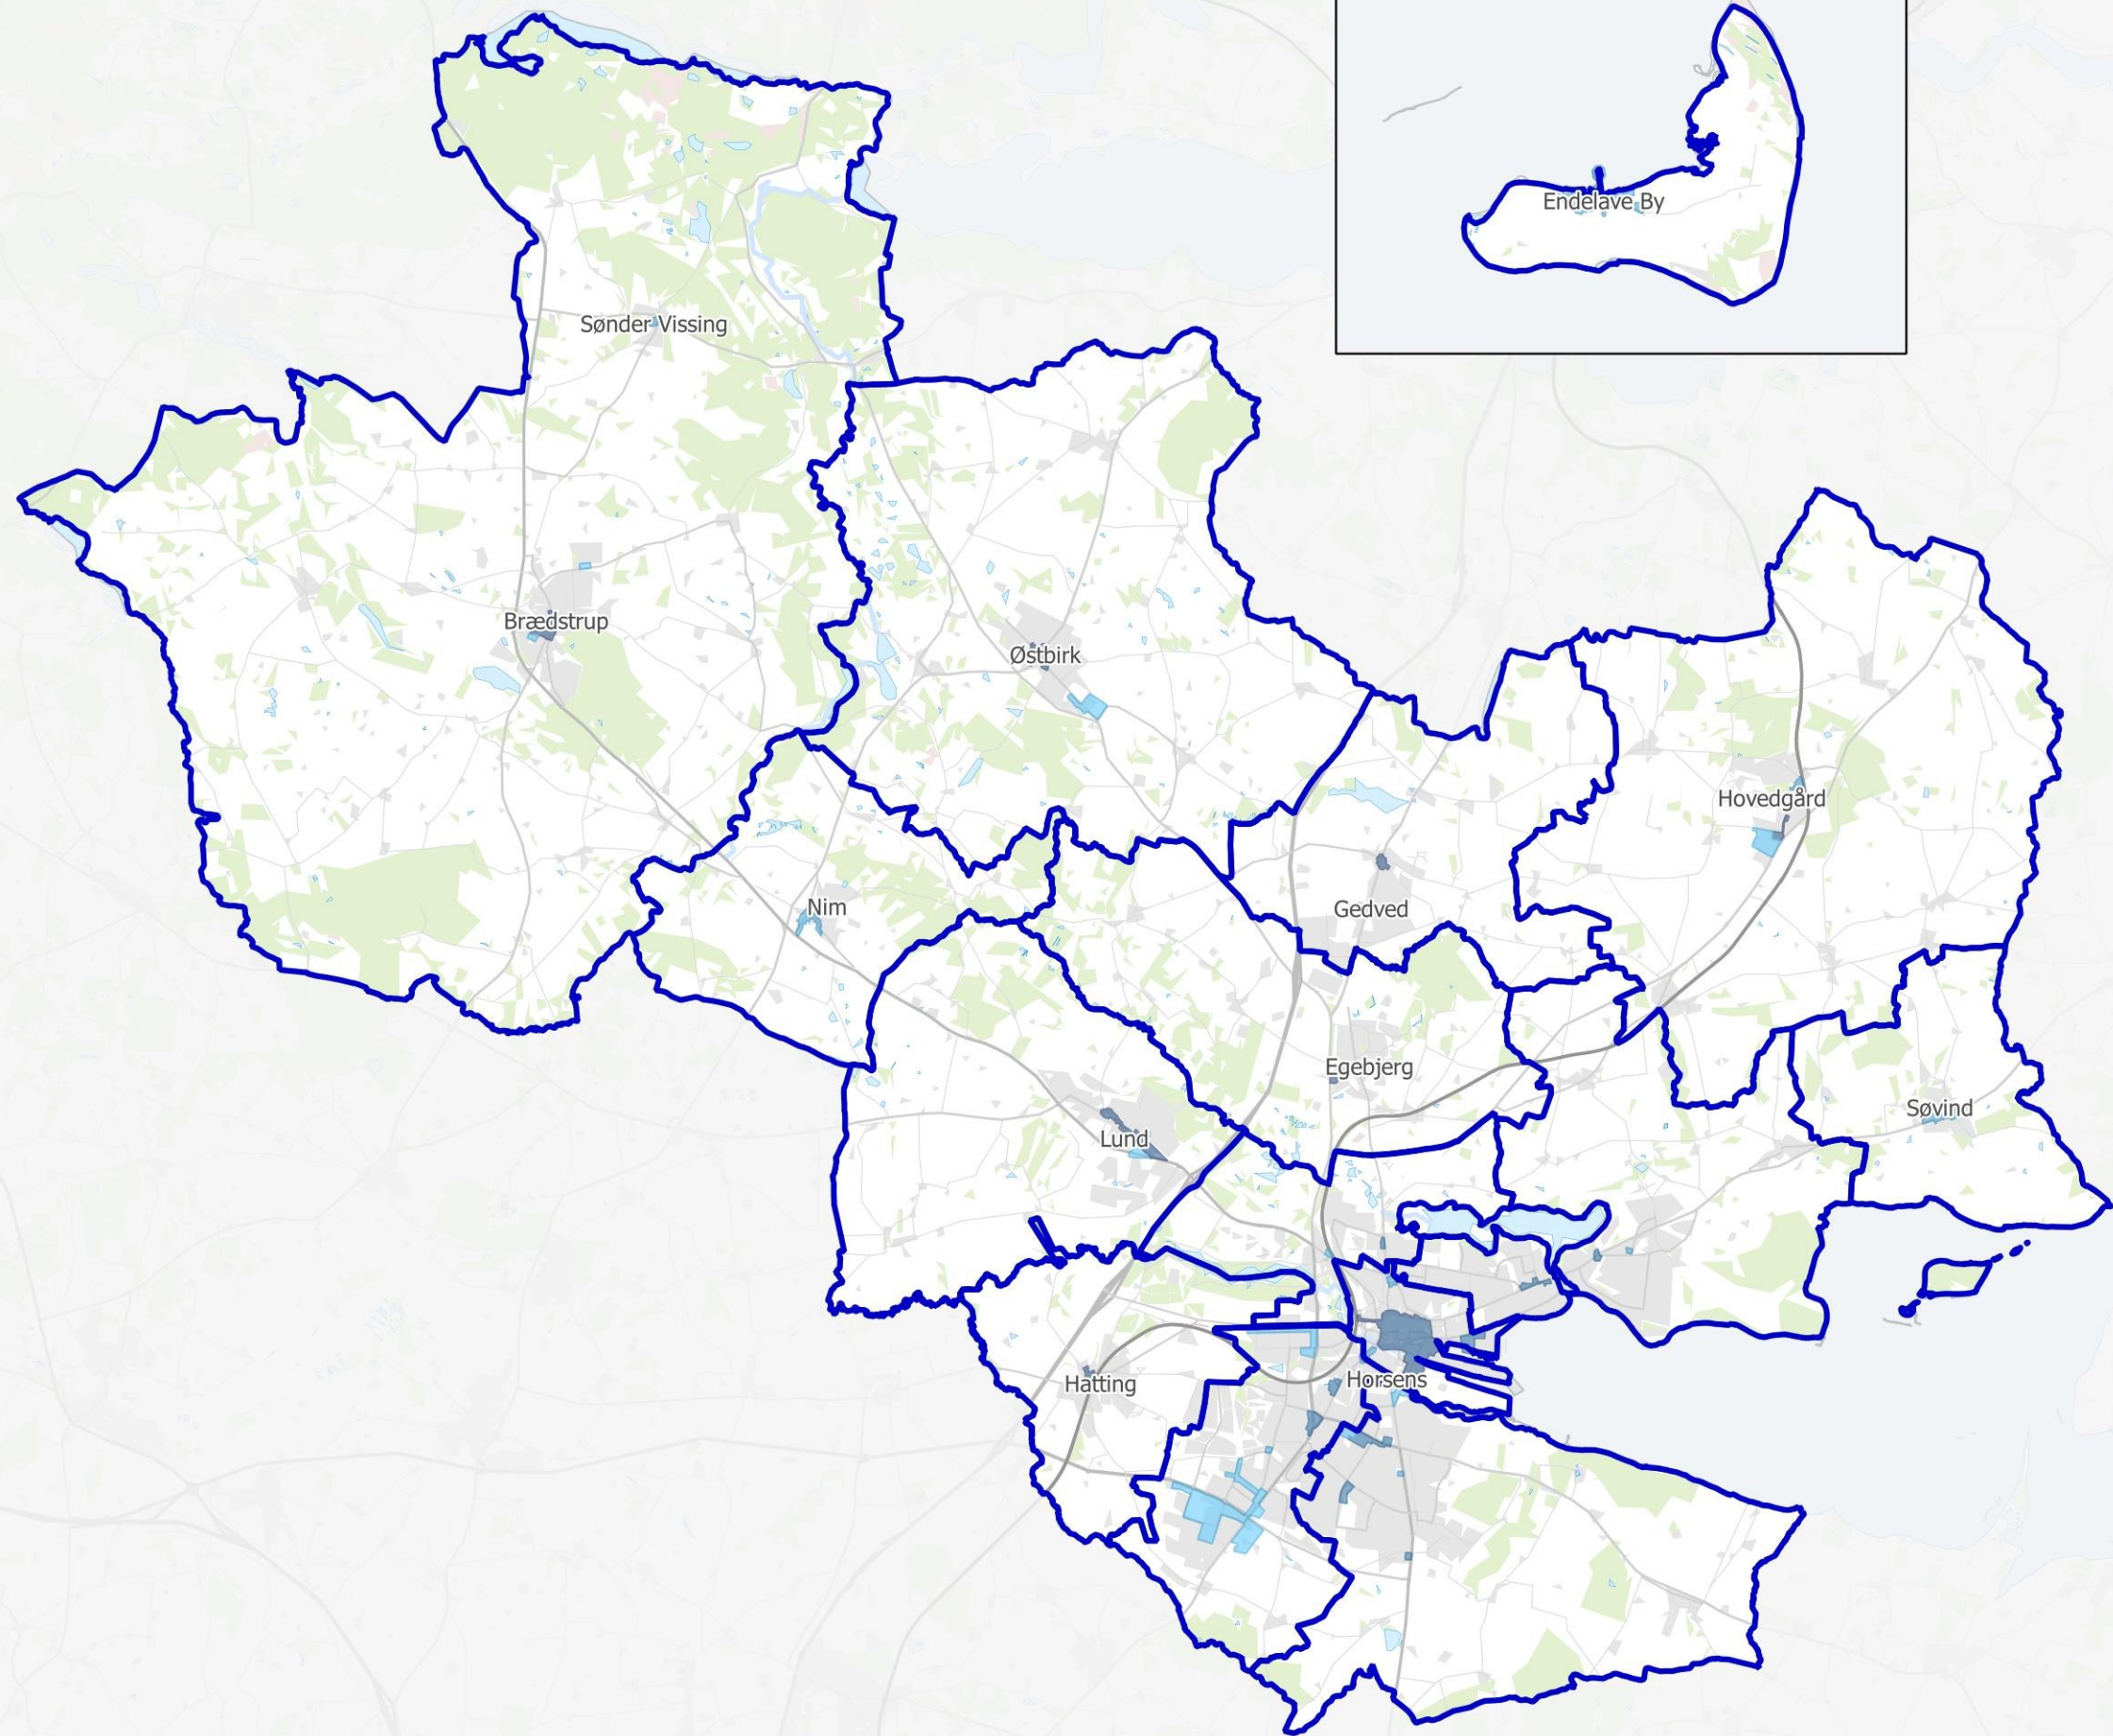 Endelave By
Sønder Vissing
Brædstrup
Østbirk
Hovedgård
Nim
Gedved
Egebjerg
Søvind
Lund
Horsens
Hatting